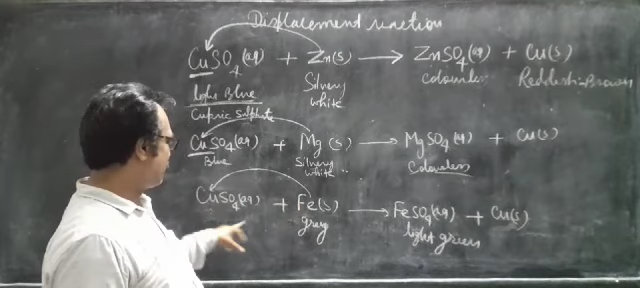 Displacement reaction
CuSO₄(aq) + Zn(s) → ZnSO₄(aq) + Cu(s)
light Blue Silvery white Colourless Reddish-Brown
Cupric Sulphate
CuSO₄(aq) + Mg(s) → MgSO₄(aq) + Cu(s)
Blue Silvery white Colourless
CuSO₄(aq) + Fe(s) → FeSO₄(aq) + Cu(s)
gray light green